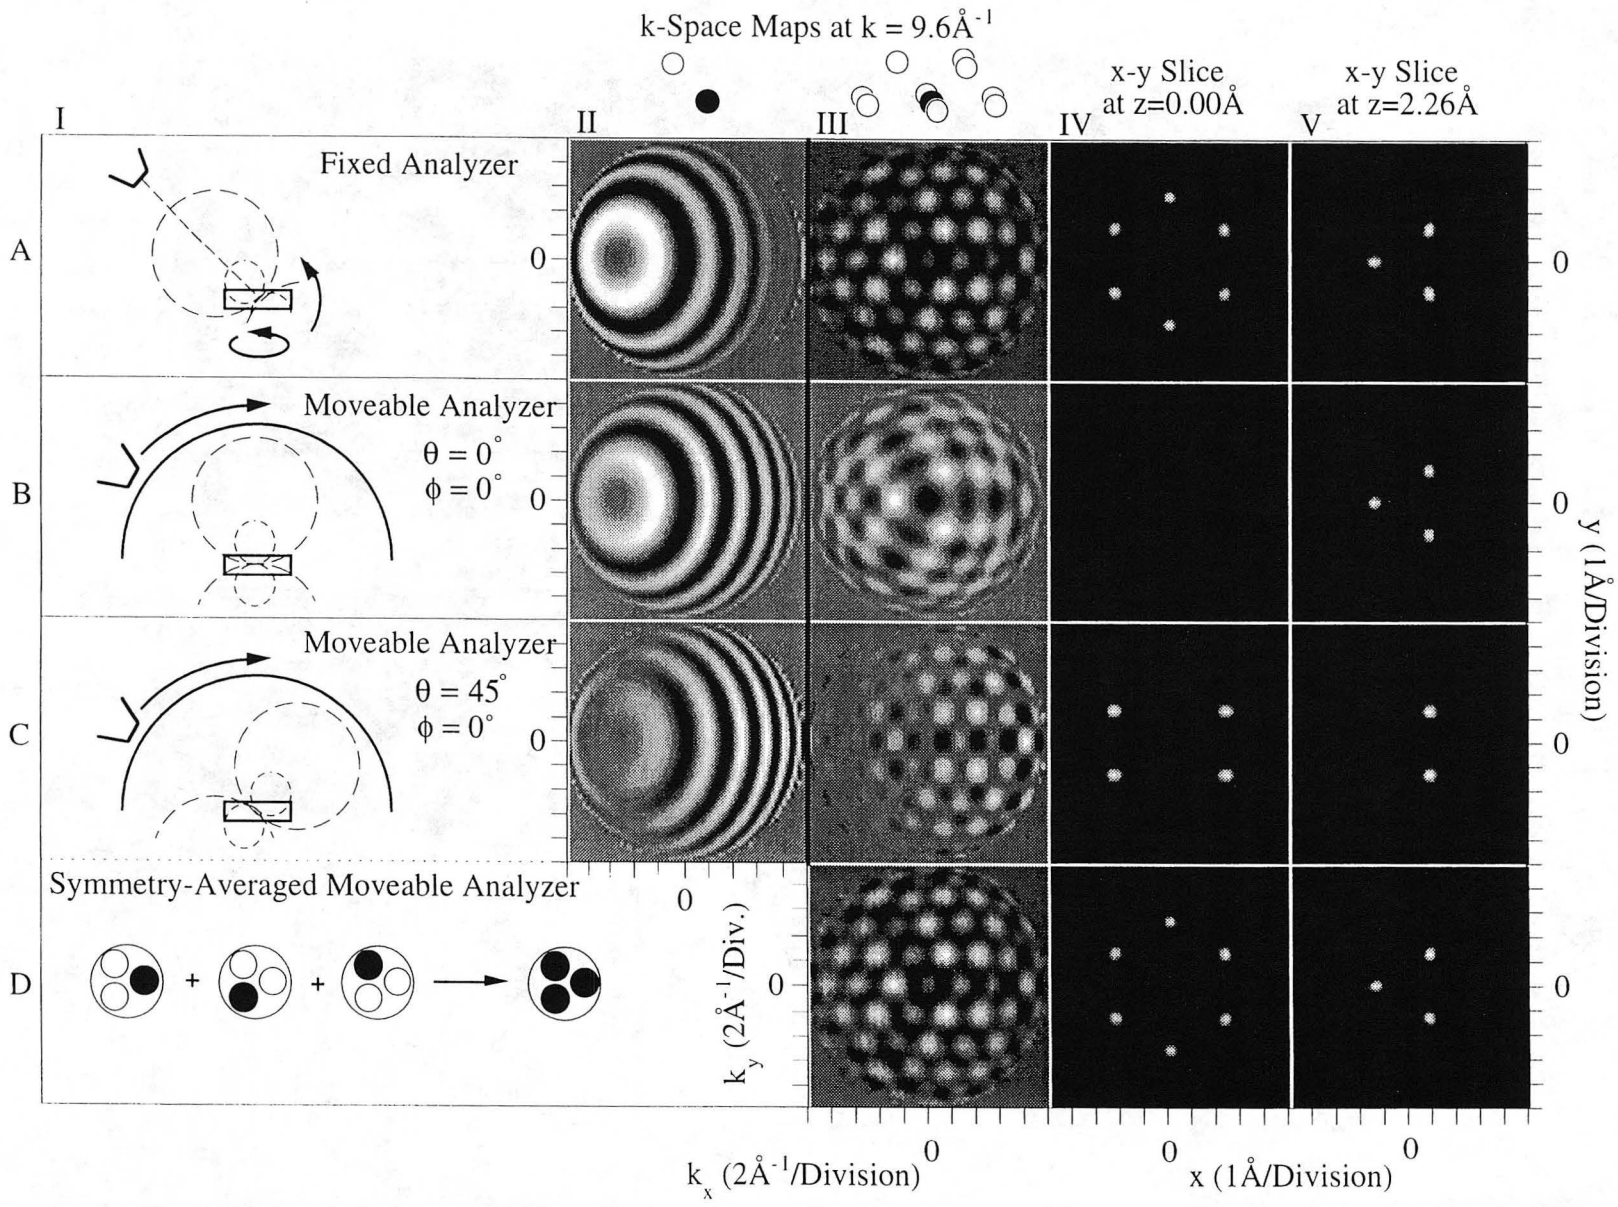 k-Space Maps at k = 9.6Å⁻¹
x-y Slice
at z=0.00Å
x-y Slice
at z=2.26Å
I
II
III
IV
V
A
Fixed Analyzer
0
0
B
Moveable Analyzer
θ = 0°
ϕ = 0°
0
0
C
Moveable Analyzer
θ = 45°
ϕ = 0°
0
0
y (1Å/Division)
D
Symmetry-Averaged Moveable Analyzer
+
+
0
k_y (2Å⁻¹/Div.)
0
0
0
0
0
k_x (2Å⁻¹/Division)
x (1Å/Division)